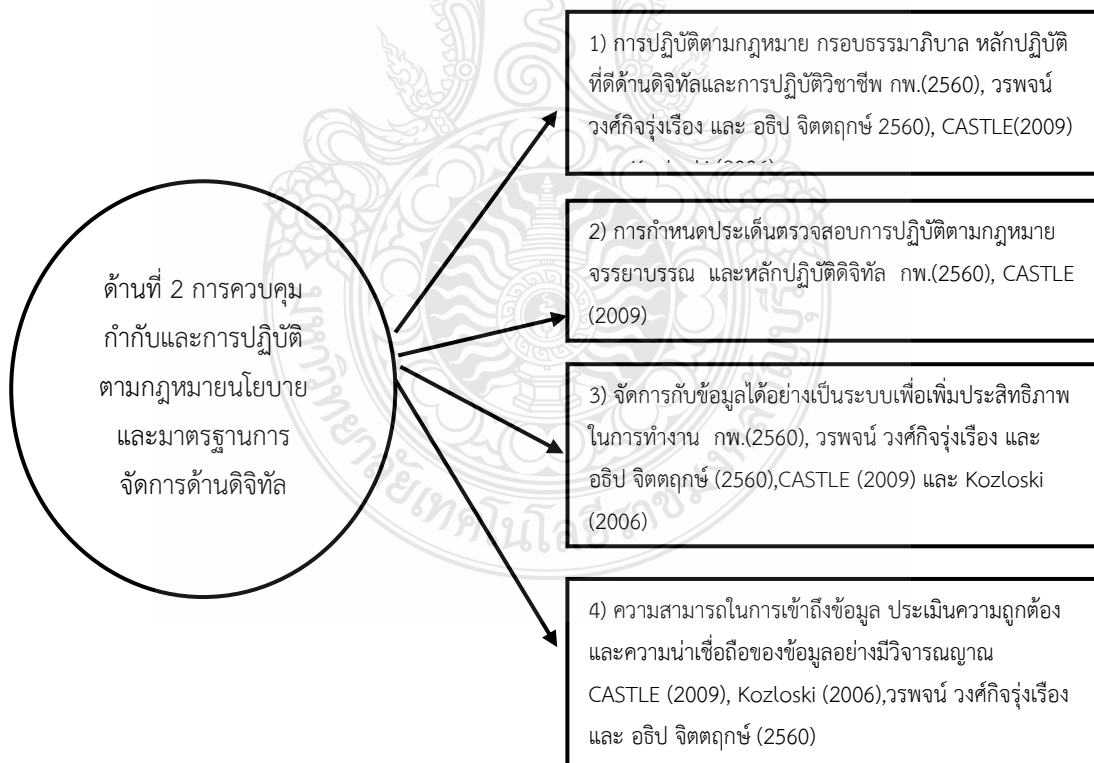 1) การปฏิบัติตามกฎหมาย กรอบธรรมาภิบาล หลักปฏิบัติ
ที่ดีด้านดิจิทัลและการปฏิบัติวิชาชีพ กพ.(2560), วรพจน์
วงศ์กิจรุ่งเรือง และ อธิป จิตตฤกษ์ 2560), CASTLE(2009)
ด้านที่ 2 การควบคุม
กำกับและการปฏิบัติ
ตามกฎหมายนโยบาย
และมาตรฐานการ
จัดการด้านดิจิทัล
2) การกำหนดประเด็นตรวจสอบการปฏิบัติตามกฎหมาย
จรรยาบรรณ และหลักปฏิบัติดิจิทัล กพ.(2560), CASTLE
(2009)
3) จัดการกับข้อมูลได้อย่างเป็นระบบเพื่อเพิ่มประสิทธิภาพ
ในการทำงาน กพ.(2560), วรพจน์ วงศ์กิจรุ่งเรือง และ
อธิป จิตตฤกษ์ (2560),CASTLE (2009) และ Kozloski
(2006)
4) ความสามารถในการเข้าถึงข้อมูล ประเมินความถูกต้อง
และความน่าเชื่อถือของข้อมูลอย่างมีวิจารณญาณ
CASTLE (2009), Kozloski (2006),วรพจน์ วงศ์กิจรุ่งเรือง
และ อธิป จิตตฤกษ์ (2560)